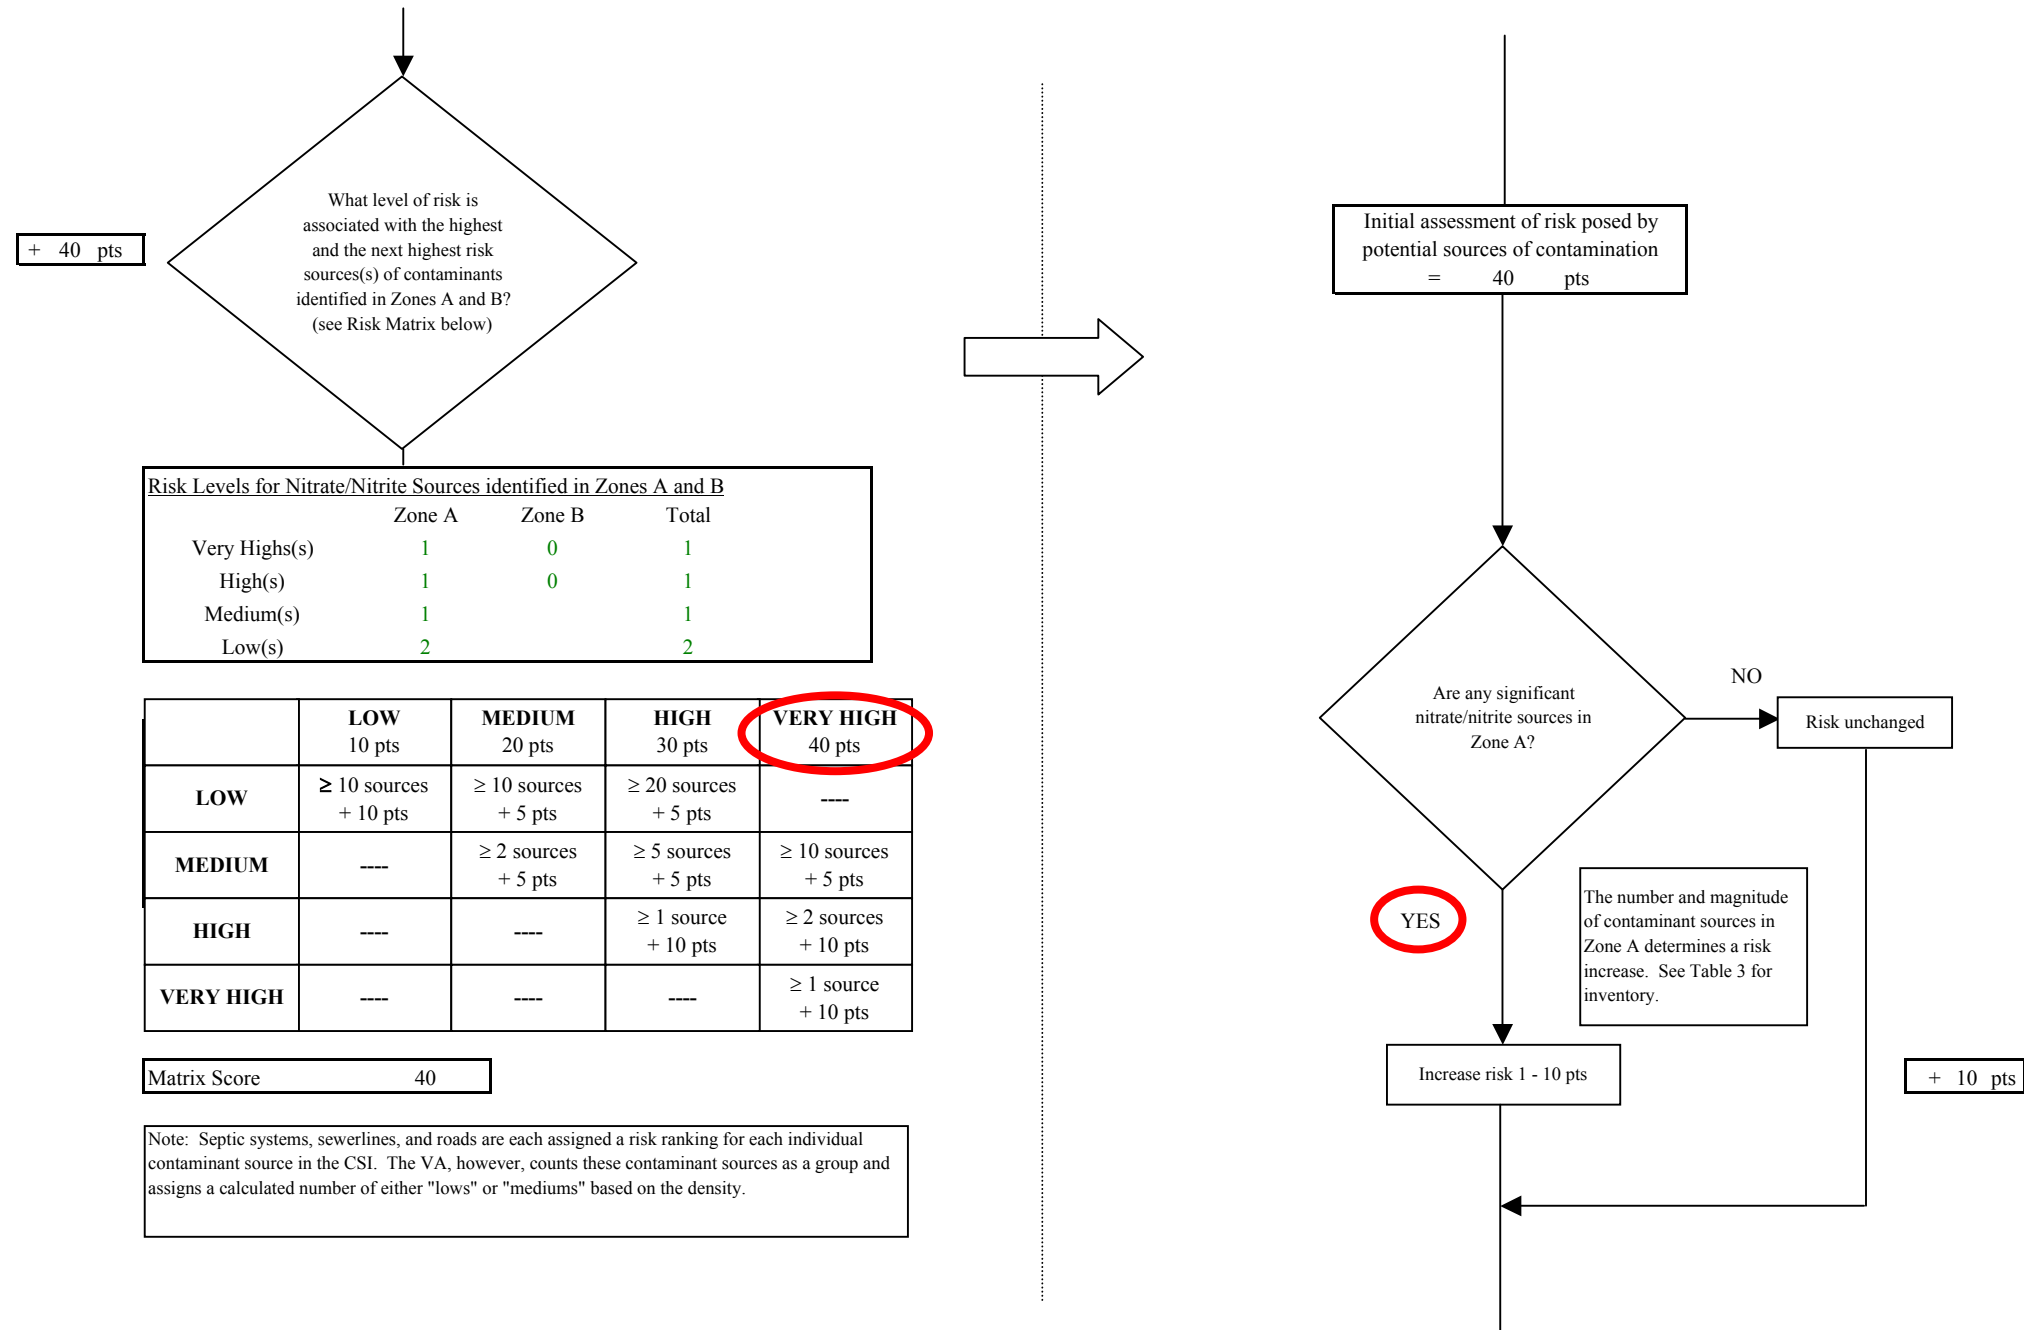 What level of risk is
associated with the highest
and the next highest risk
sources(s) of contaminants
identified in Zones A and B?
(see Risk Matrix below)
+ 40 pts
Risk Levels for Nitrate/Nitrite Sources identified in Zones A and B
Zone A Zone B Total
Very Highs(s) 1 0 1
High(s) 1 0 1
Medium(s) 1 1
Low(s) 2 2
LOW MEDIUM HIGH VERY HIGH
10 pts 20 pts 30 pts 40 pts
LOW ≥ 10 sources ≥ 10 sources ≥ 20 sources ----
+ 10 pts + 5 pts + 5 pts
MEDIUM ---- ≥ 2 sources ≥ 5 sources ≥ 10 sources
+ 5 pts + 5 pts + 5 pts
HIGH ---- ---- ≥ 1 source ≥ 2 sources
+ 10 pts + 10 pts
VERY HIGH ---- ---- ---- ≥ 1 source
+ 10 pts
Matrix Score 40
Note: Septic systems, sewerlines, and roads are each assigned a risk ranking for each individual
contaminant source in the CSI. The VA, however, counts these contaminant sources as a group and
assigns a calculated number of either "lows" or "mediums" based on the density.
Initial assessment of risk posed by
potential sources of contamination
= 40 pts
Are any significant
nitrate/nitrite sources in
Zone A?
NO
Risk unchanged
YES
The number and magnitude
of contaminant sources in
Zone A determines a risk
increase. See Table 3 for
inventory.
Increase risk 1 - 10 pts
+ 10 pts